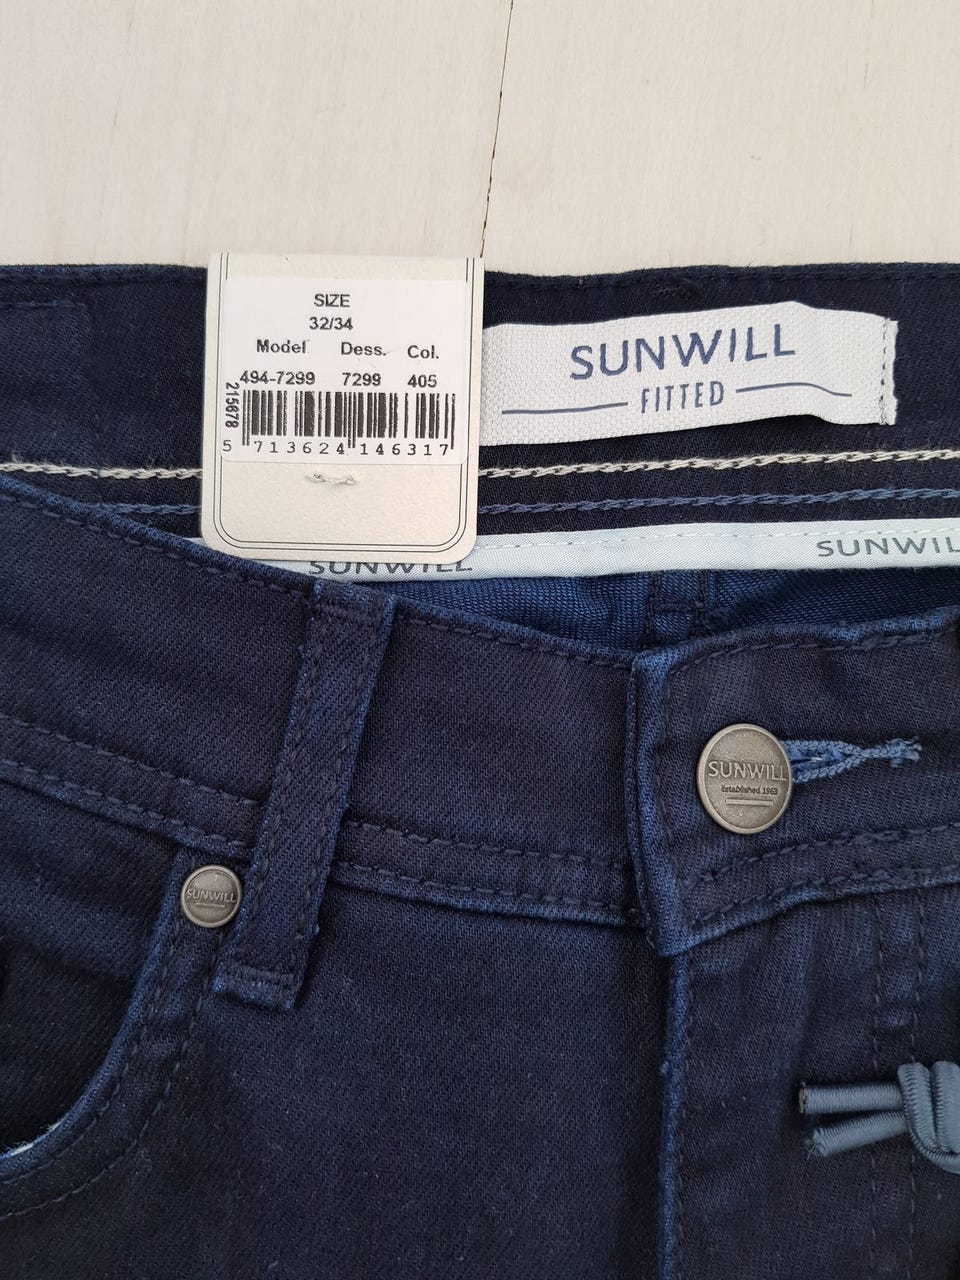 SIZE
32/34
Model Dess. Col.
494-7299 7299 405
215678
5 713624 146317
SUNWILL
FITTED
SUNWILL
SUNWIL
SUNWILL
Established 1963
SUNWILL